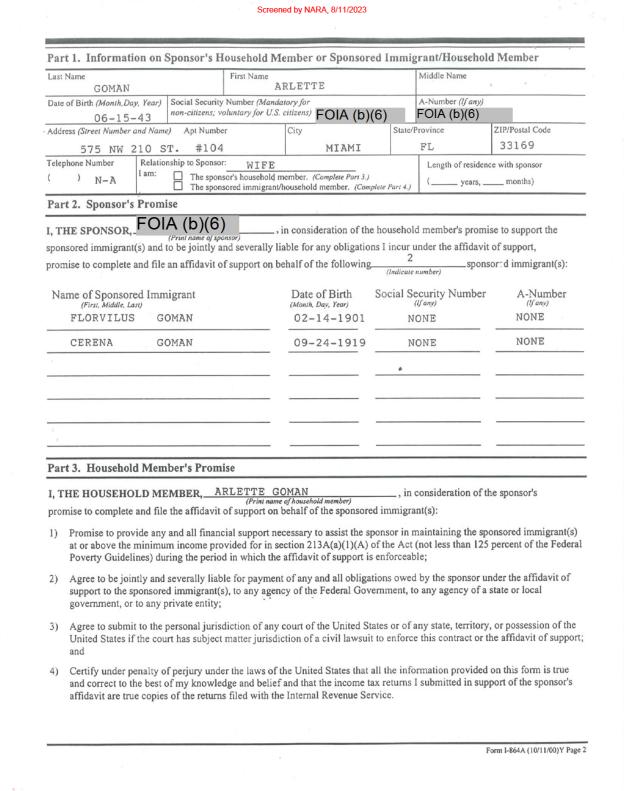 Screened by NARA, 8/11/2023
Part 1. Information on Sponsor's Household Member or Sponsored Immigrant/Household Member
Last Name First Name Middle Name
GOMAN ARLETTE
Date of Birth (Month, Day, Year) Social Security Number (Mandatory for non-citizens; voluntary for U.S. citizens) A-Number (If any)
06-15-43 FOIA (b)(6) FOIA (b)(6)
Address (Street Number and Name) Apt Number City State/Province ZIP/Postal Code
575 NW 210 ST. #104 MIAMI FL 33169
Telephone Number Relationship to Sponsor: WIFE Length of residence with sponsor
( ) N-A I am: The sponsor's household member. (Complete Part 3.) (____ years, ____ months)
The sponsored immigrant/household member. (Complete Part 4.)
Part 2. Sponsor's Promise
I, THE SPONSOR, FOIA (b)(6), in consideration of the household member's promise to support the
(Print name of sponsor)
sponsored immigrant(s) and to be jointly and severally liable for any obligations I incur under the affidavit of support,
promise to complete and file an affidavit of support on behalf of the following 2 sponsored immigrant(s):
(Indicate number)
Name of Sponsored Immigrant Date of Birth Social Security Number A-Number
(First, Middle, Last) (Month, Day, Year) (If any) (If any)
FLORVILUS GOMAN 02-14-1901 NONE NONE
CERENA GOMAN 09-24-1919 NONE NONE
Part 3. Household Member's Promise
I, THE HOUSEHOLD MEMBER, ARLETTE GOMAN, in consideration of the sponsor's
(Print name of household member)
promise to complete and file the affidavit of support on behalf of the sponsored immigrant(s):
1) Promise to provide any and all financial support necessary to assist the sponsor in maintaining the sponsored immigrant(s)
at or above the minimum income provided for in section 213A(a)(1)(A) of the Act (not less than 125 percent of the Federal
Poverty Guidelines) during the period in which the affidavit of support is enforceable;
2) Agree to be jointly and severally liable for payment of any and all obligations owed by the sponsor under the affidavit of
support to the sponsored immigrant(s), to any agency of the Federal Government, to any agency of a state or local
government, or to any private entity;
3) Agree to submit to the personal jurisdiction of any court of the United States or of any state, territory, or possession of the
United States if the court has subject matter jurisdiction of a civil lawsuit to enforce this contract or the affidavit of support;
and
4) Certify under penalty of perjury under the laws of the United States that all the information provided on this form is true
and correct to the best of my knowledge and belief and that the income tax returns I submitted in support of the sponsor's
affidavit are true copies of the returns filed with the Internal Revenue Service.
Form I-864A (10/11/00)Y Page 2